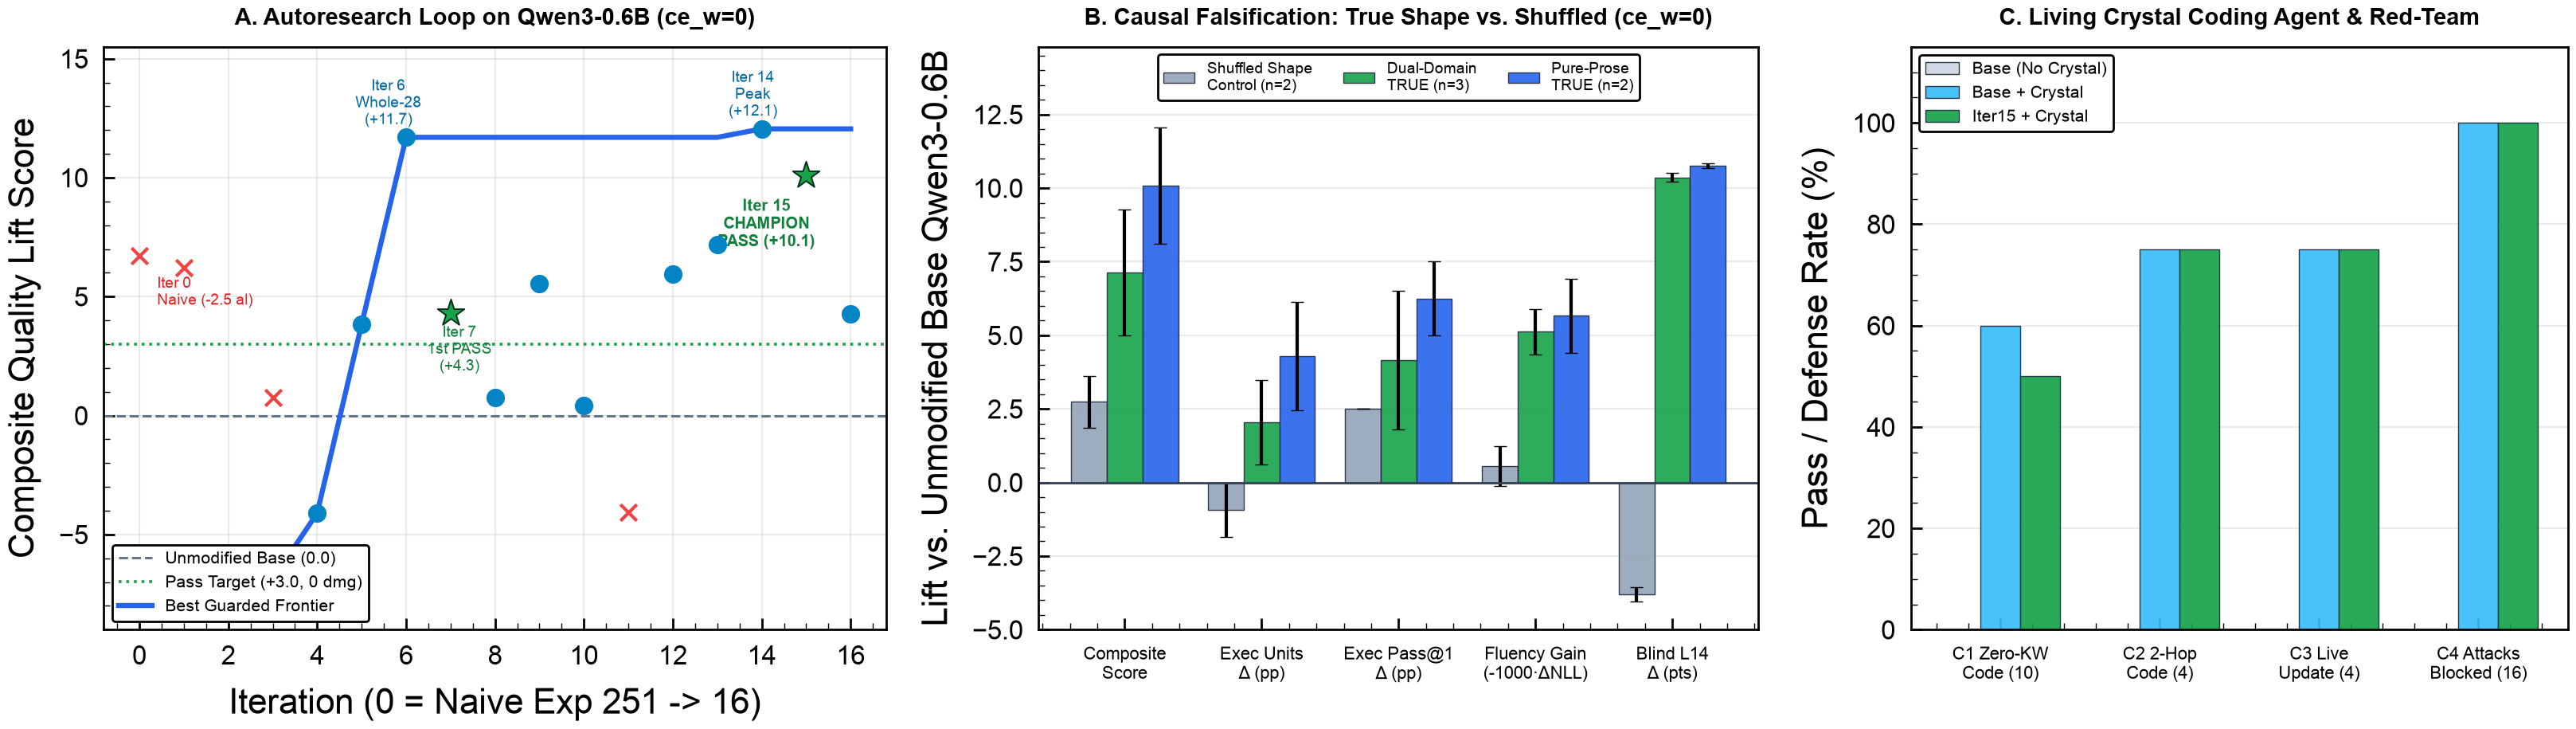 A. Autoresearch Loop on Qwen3-0.6B (ce_w=0)
Composite Quality Lift Score
15
10
5
0
−5
Iter 6
Whole-28
(+11.7)
Iter 14
Peak
(+12.1)
Iter 15
CHAMPION
PASS (+10.1)
Iter 0
Naive (-2.5 al)
Iter 7
1st PASS
(+4.3)
Unmodified Base (0.0)
Pass Target (+3.0, 0 dmg)
Best Guarded Frontier
0 2 4 6 8 10 12 14 16
Iteration (0 = Naive Exp 251 -> 16)
B. Causal Falsification: True Shape vs. Shuffled (ce_w=0)
Lift vs. Unmodified Base Qwen3-0.6B
Shuffled Shape
Control (n=2)
Dual-Domain
TRUE (n=3)
Pure-Prose
TRUE (n=2)
12.5
10.0
7.5
5.0
2.5
0.0
−2.5
−5.0
Composite
Score
Exec Units
Δ (pp)
Exec Pass@1
Δ (pp)
Fluency Gain
(-1000·ΔNLL)
Blind L14
Δ (pts)
C. Living Crystal Coding Agent & Red-Team
Pass / Defense Rate (%)
Base (No Crystal)
Base + Crystal
Iter15 + Crystal
100
80
60
40
20
0
C1 Zero-KW
Code (10)
C2 2-Hop
Code (4)
C3 Live
Update (4)
C4 Attacks
Blocked (16)